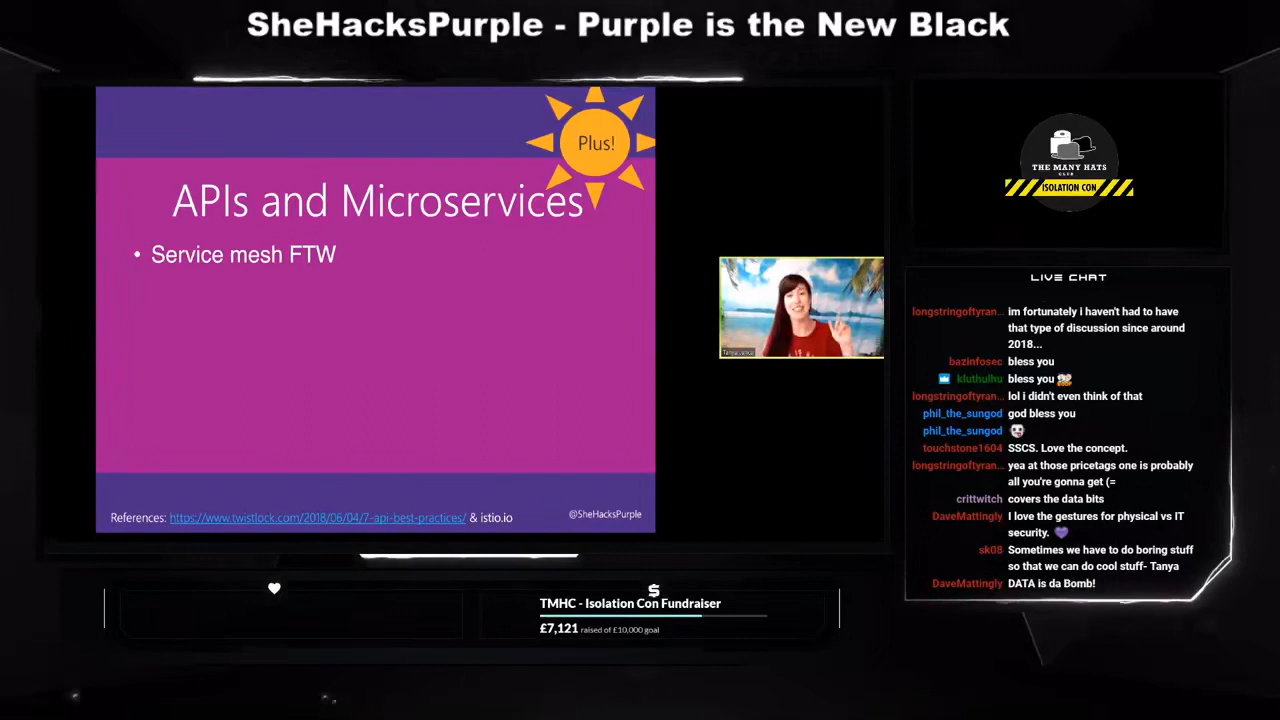 SheHacksPurple - Purple is the New Black
Plus!
APIs and Microservices
• Service mesh FTW
References: https://www.twistlock.com/2018/06/04/7-api-best-practices/ & istio.io
@SheHacksPurple
Tanya Janca
THE MANY HATS
CLUB
ISOLATION CON
LIVE CHAT
longstringoftyran... im fortunately i haven't had to have
that type of discussion since around
2018...
bazinfosec bless you
kluthulhu bless you
longstringoftyran... lol i didn't even think of that
phil_the_sungod god bless you
phil_the_sungod
touchstone1604 SSCS. Love the concept.
longstringoftyran... yea at those pricetags one is probably
all you're gonna get (=
crittwitch covers the data bits
DaveMattingly I love the gestures for physical vs IT
security.
sk08 Sometimes we have to do boring stuff
so that we can do cool stuff- Tanya
DaveMattingly DATA is da Bomb!
$
TMHC - Isolation Con Fundraiser
£7,121 raised of £10,000 goal